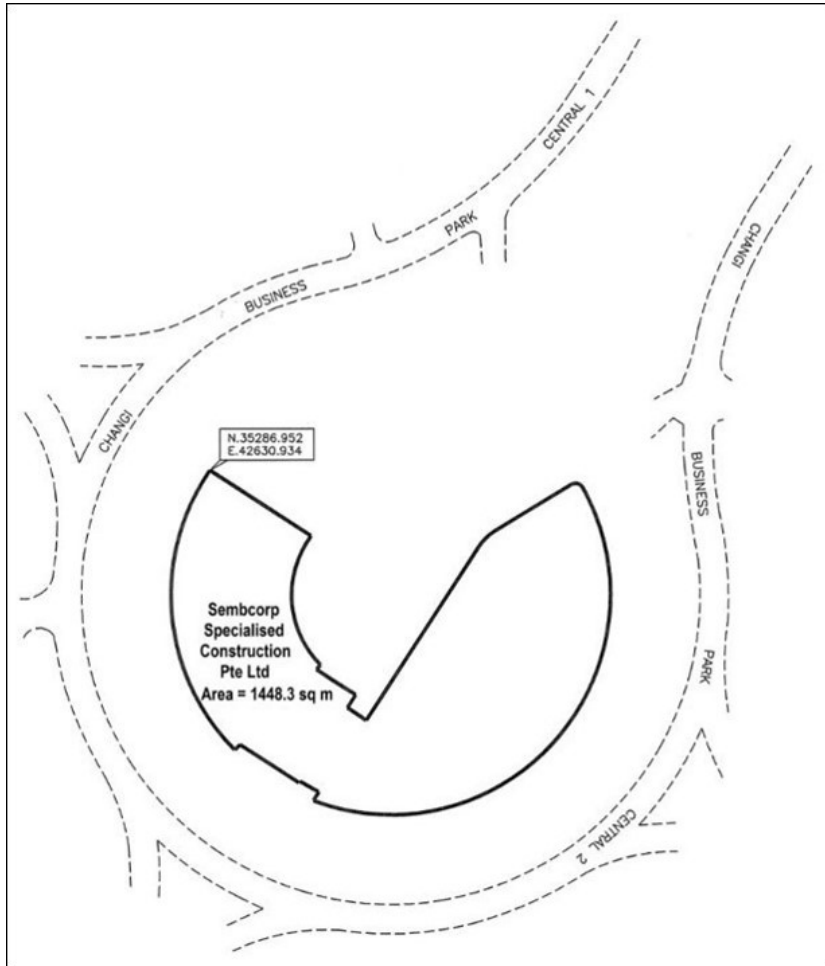 CENTRAL 1
PARK
BUSINESS
CHANGI
CHANGI
BUSINESS
PARK
CENTRAL 2
N.35286.952
E.42630.934
Sembcorp
Specialised
Construction
Pte Ltd
Area = 1448.3 sq m